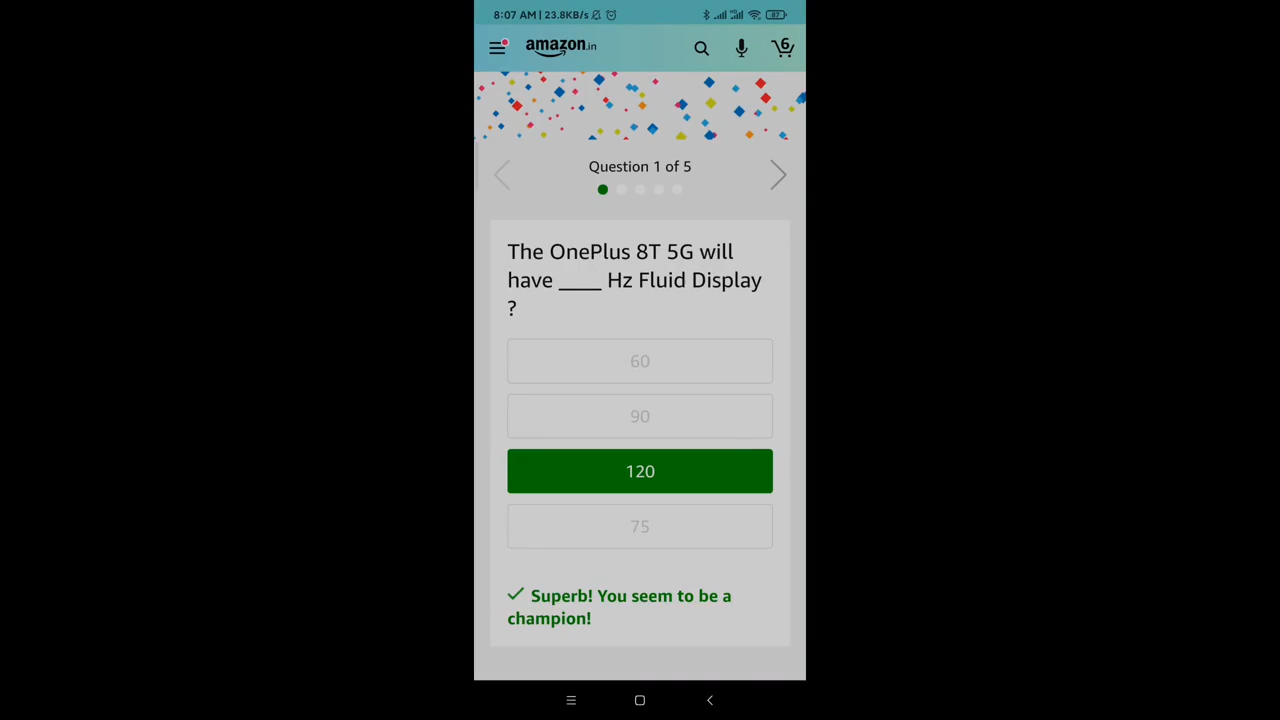 8:07 AM | 23.8KB/s 87
amazon.in 6
Question 1 of 5
The OnePlus 8T 5G will
have ____ Hz Fluid Display
?
60
90
120
75
Superb! You seem to be a
champion!